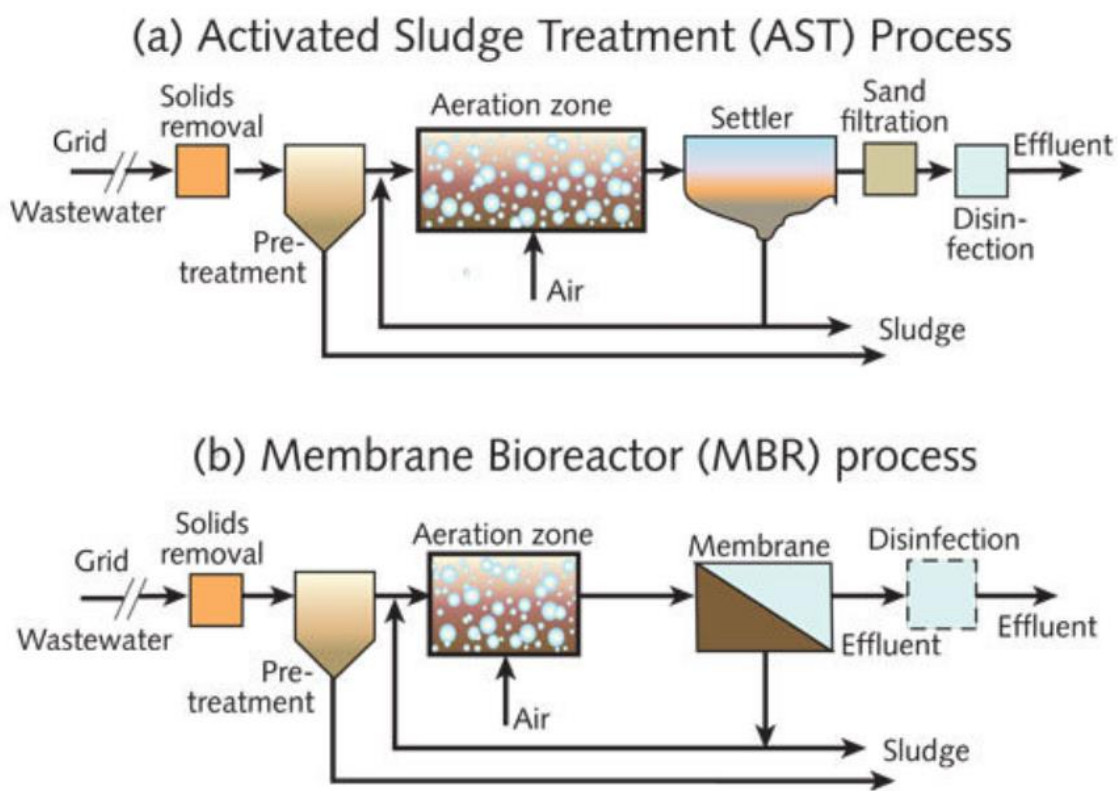 (a) Activated Sludge Treatment (AST) Process
Grid
Wastewater
Solids
removal
Pre-
treatment
Aeration zone
Air
Settler
Sand
filtration
Disin-
fection
Effluent
Sludge
(b) Membrane Bioreactor (MBR) process
Grid
Wastewater
Solids
removal
Pre-
treatment
Aeration zone
Air
Membrane
Effluent
Disinfection
Effluent
Sludge